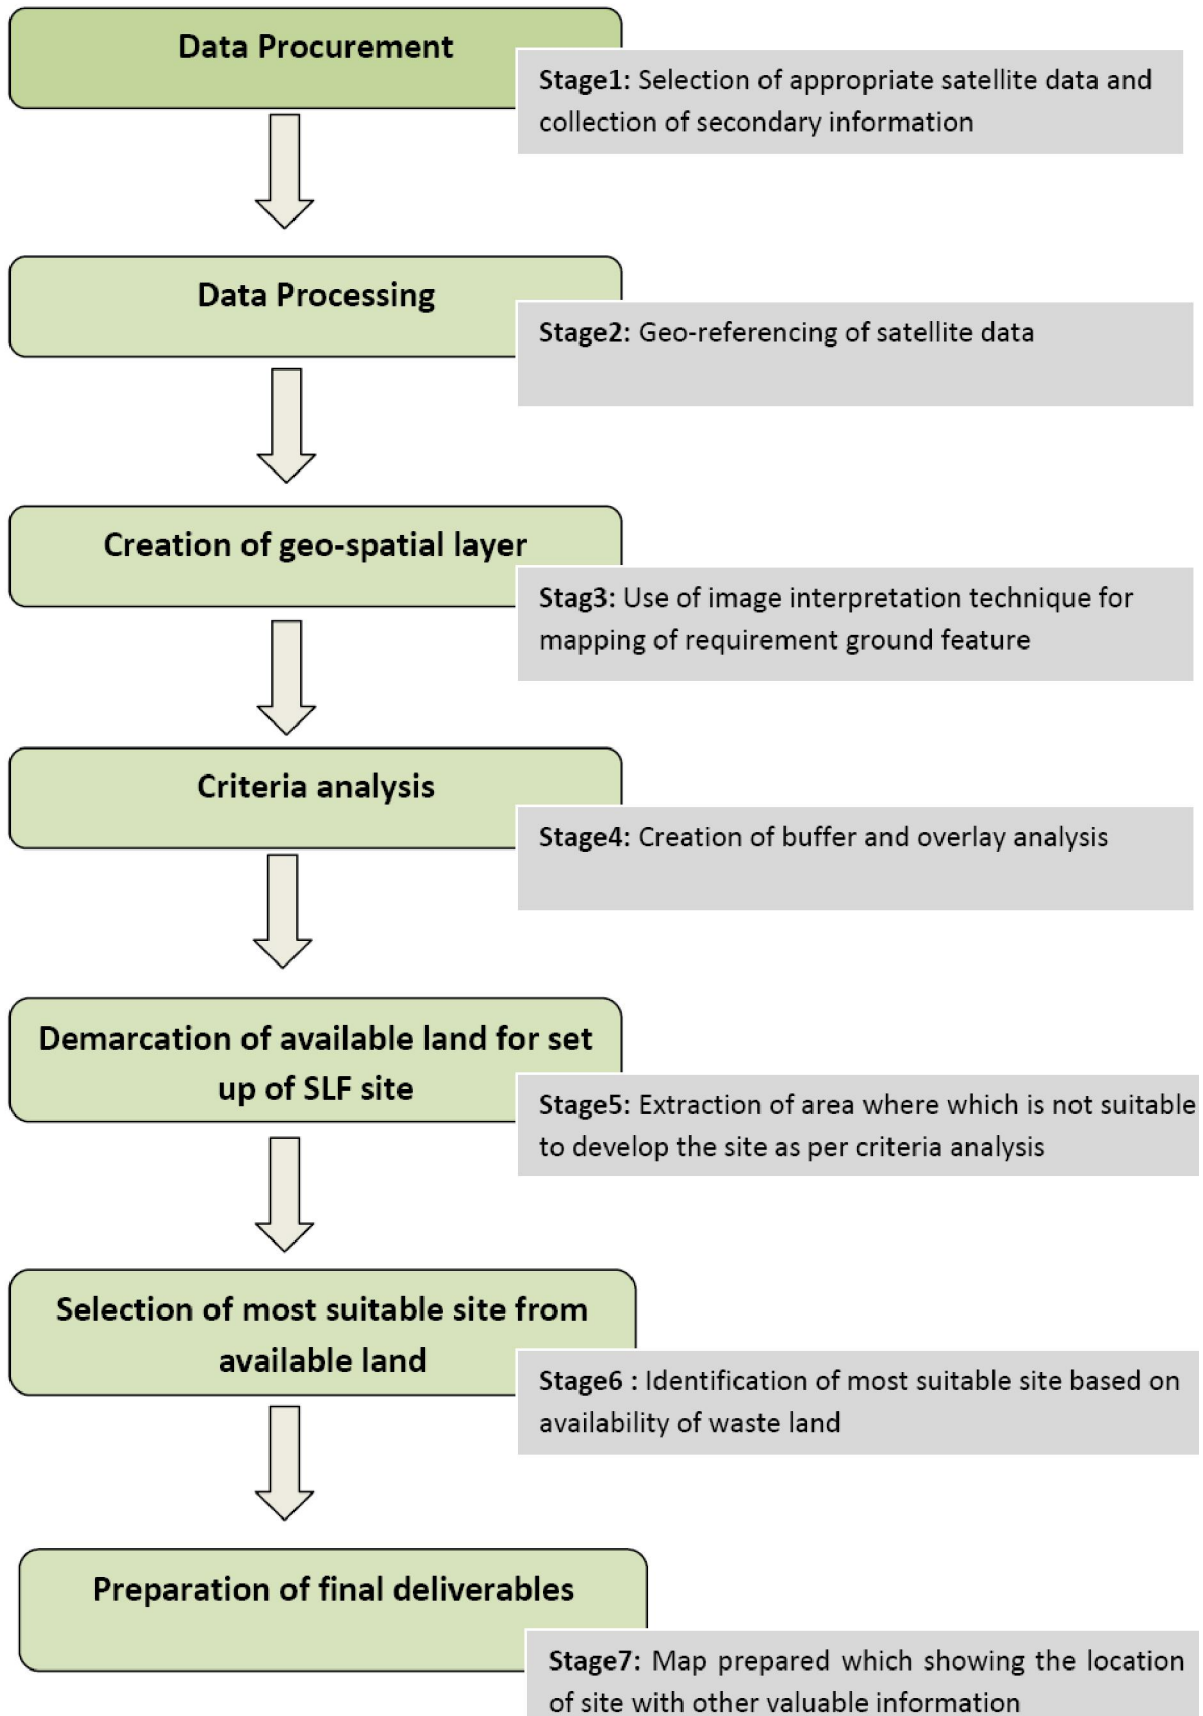 Data Procurement
Stage1: Selection of appropriate satellite data and
collection of secondary information
Data Processing
Stage2: Geo-referencing of satellite data
Creation of geo-spatial layer
Stag3: Use of image interpretation technique for
mapping of requirement ground feature
Criteria analysis
Stage4: Creation of buffer and overlay analysis
Demarcation of available land for set
up of SLF site
Stage5: Extraction of area where which is not suitable
to develop the site as per criteria analysis
Selection of most suitable site from
available land
Stage6 : Identification of most suitable site based on
availability of waste land
Preparation of final deliverables
Stage7: Map prepared which showing the location
of site with other valuable information